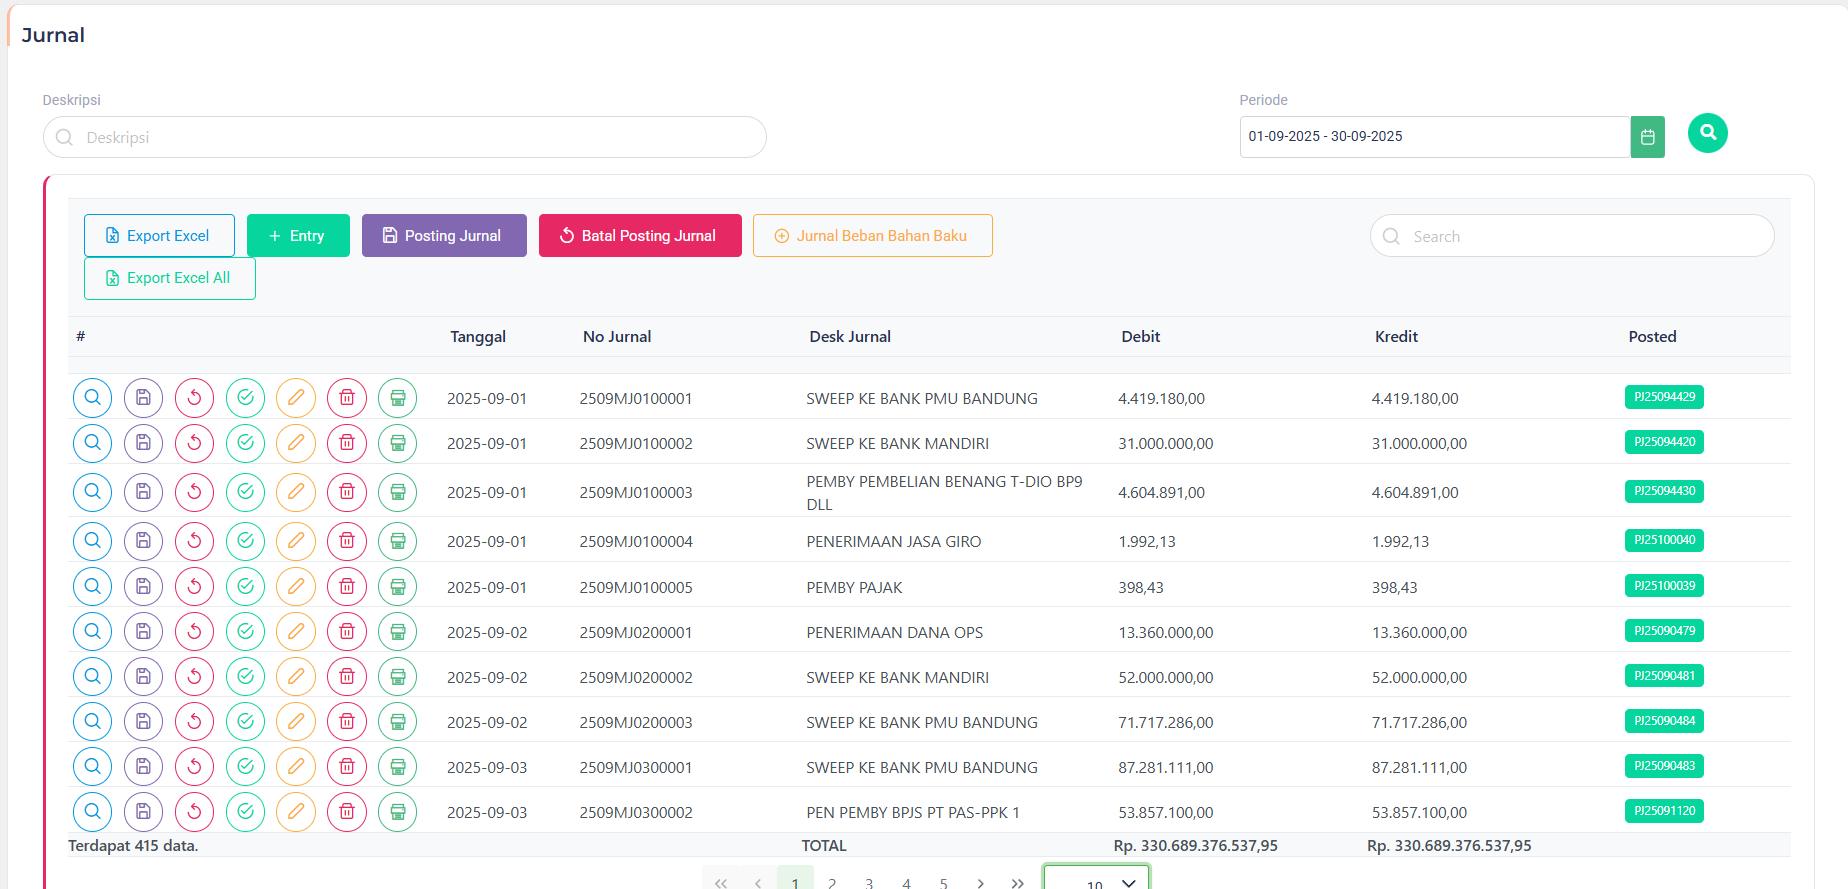 Jurnal
Deskripsi
Periode
Deskripsi
01-09-2025 - 30-09-2025
Export Excel
Entry
Posting Jurnal
Batal Posting Jurnal
Jurnal Beban Bahan Baku
Search
Export Excel All
# Tanggal No Jurnal Desk Jurnal Debit Kredit Posted
2025-09-01 2509MJ0100001 SWEEP KE BANK PMU BANDUNG 4.419.180,00 4.419.180,00 PJ25094429
2025-09-01 2509MJ0100002 SWEEP KE BANK MANDIRI 31.000.000,00 31.000.000,00 PJ25094420
2025-09-01 2509MJ0100003 PEMBY PEMBELIAN BENANG T-DIO BP9
DLL 4.604.891,00 4.604.891,00 PJ25094430
2025-09-01 2509MJ0100004 PENERIMAAN JASA GIRO 1.992,13 1.992,13 PJ25100040
2025-09-01 2509MJ0100005 PEMBY PAJAK 398,43 398,43 PJ25100039
2025-09-02 2509MJ0200001 PENERIMAAN DANA OPS 13.360.000,00 13.360.000,00 PJ25090479
2025-09-02 2509MJ0200002 SWEEP KE BANK MANDIRI 52.000.000,00 52.000.000,00 PJ25090481
2025-09-02 2509MJ0200003 SWEEP KE BANK PMU BANDUNG 71.717.286,00 71.717.286,00 PJ25090484
2025-09-03 2509MJ0300001 SWEEP KE BANK PMU BANDUNG 87.281.111,00 87.281.111,00 PJ25090483
2025-09-03 2509MJ0300002 PEN PEMBY BPJS PT PAS-PPK 1 53.857.100,00 53.857.100,00 PJ25091120
Terdapat 415 data. TOTAL Rp. 330.689.376.537,95 Rp. 330.689.376.537,95
« ‹ 1 2 3 4 5 › » 10